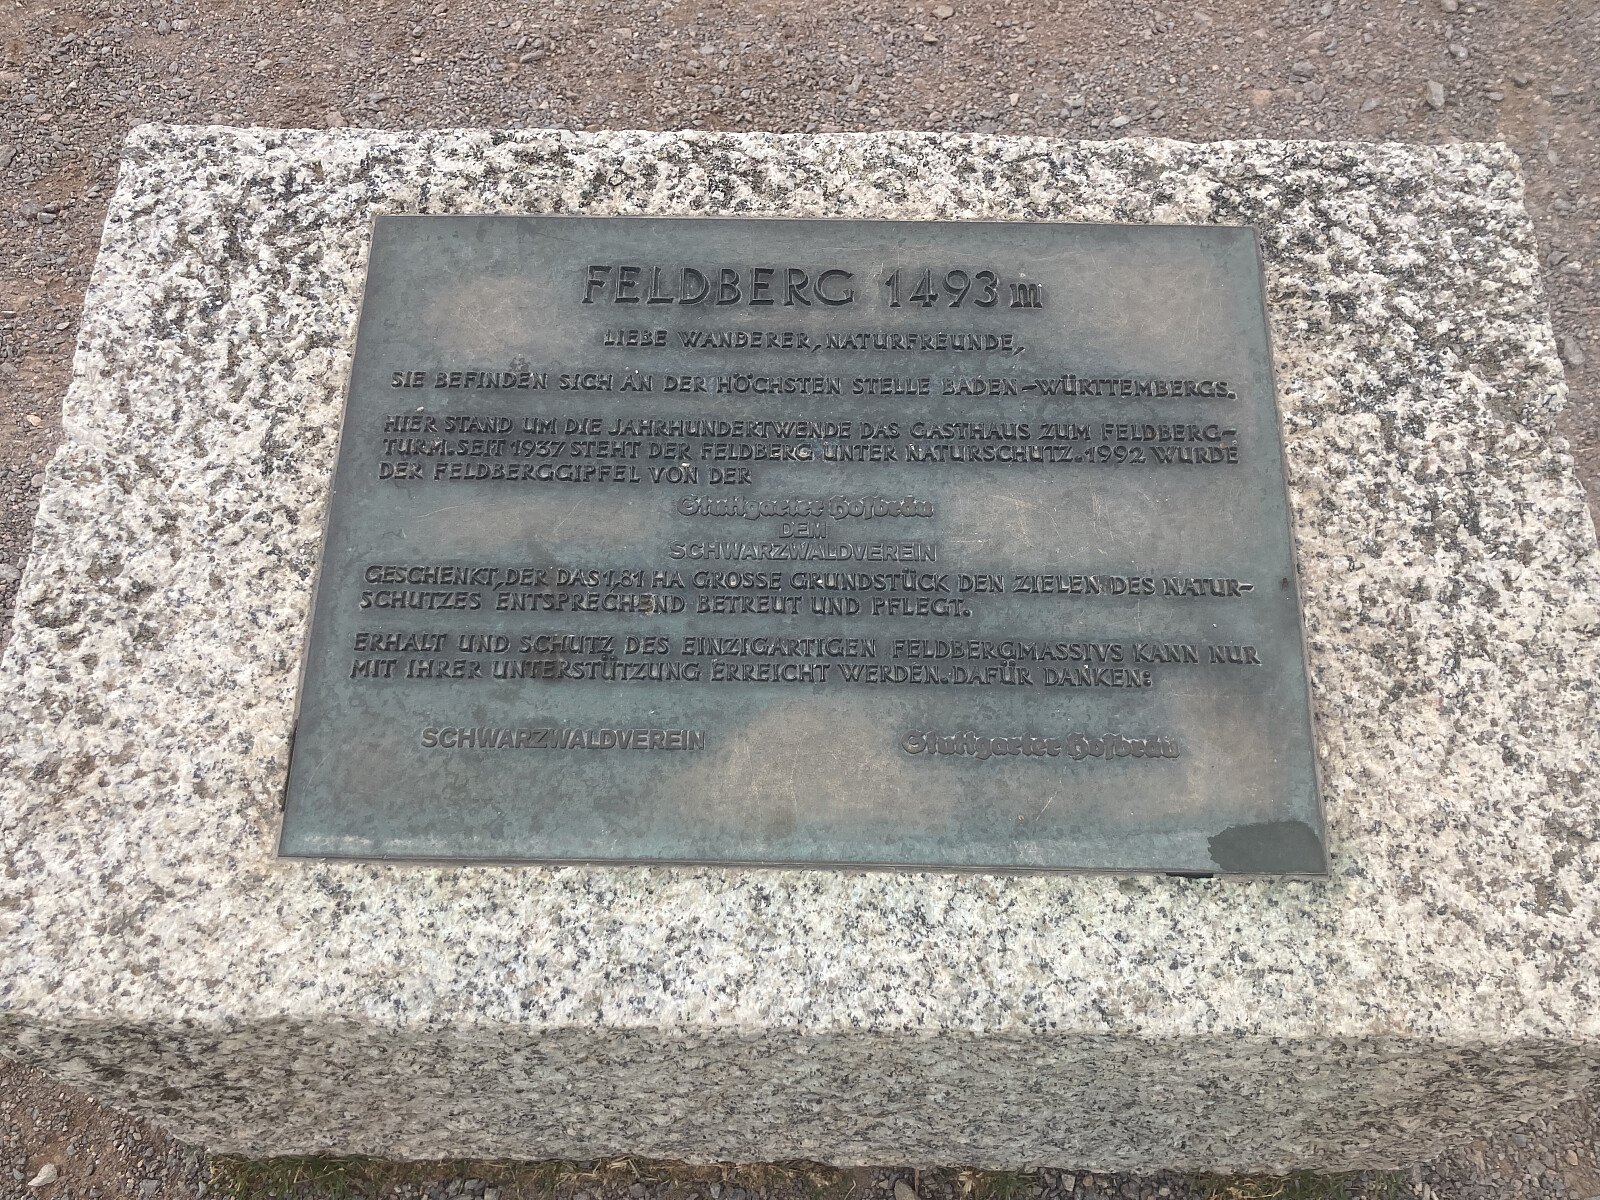 FELDBERG 1493 m
LIEBE WANDERER, NATURFREUNDE,
SIE BEFINDEN SICH AN DER HÖCHSTEN STELLE BADEN-WÜRTTEMBERGS.
HIER STAND UM DIE JAHRHUNDERTWENDE DAS GASTHAUS ZUM FELDBERG-
TURM. SEIT 1937 STEHT DER FELDBERG UNTER NATURSCHUTZ. 1992 WURDE
DER FELDBERGGIPFEL VON DER
Stuttgarter Hofbräu
DEM
SCHWARZWALDVEREIN
GESCHENKT, DER DAS 1,81 HA GROSSE GRUNDSTÜCK DEN ZIELEN DES NATUR-
SCHUTZES ENTSPRECHEND BETREUT UND PFLEGT.
ERHALT UND SCHUTZ DES EINZIGARTIGEN FELDBERGMASSIVS KANN NUR
MIT IHRER UNTERSTÜTZUNG ERREICHT WERDEN. DAFÜR DANKEN:
SCHWARZWALDVEREIN Stuttgarter Hofbräu